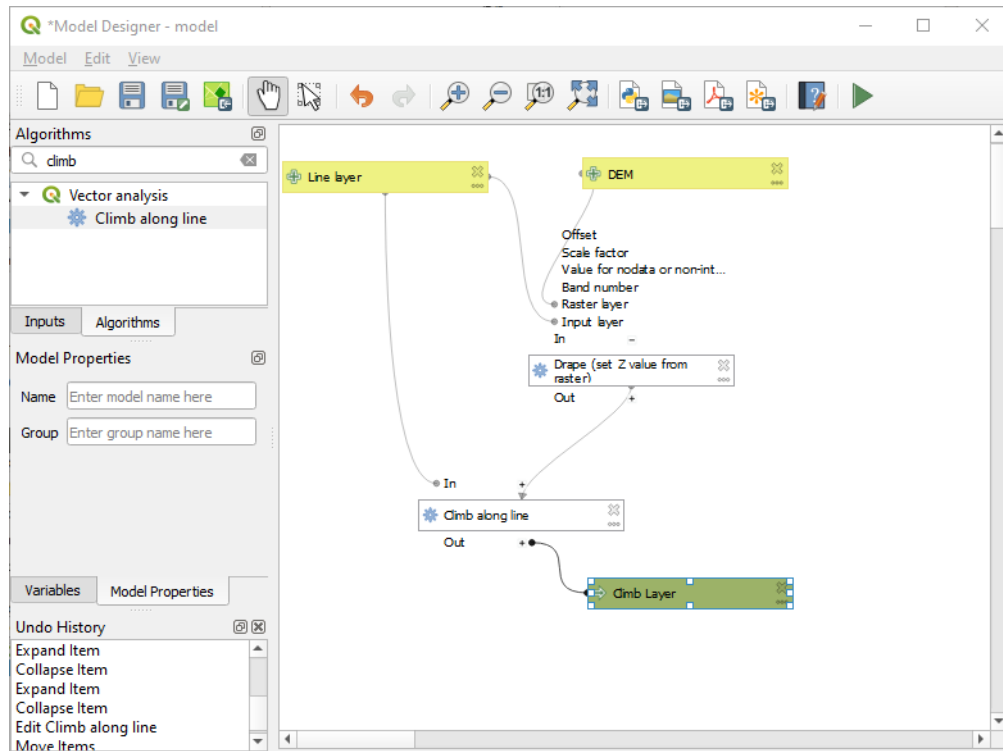 *Model Designer - model
Model Edit View
Algorithms
climb
Vector analysis
Climb along line
Inputs Algorithms
Model Properties
Name Enter model name here
Group Enter group name here
Variables Model Properties
Undo History
Expand Item
Collapse Item
Expand Item
Collapse Item
Edit Climb along line
Move Items
Line layer
DEM
Offset
Scale factor
Value for nodata or non-int...
Band number
Raster layer
Input layer
In -
Drape (set Z value from
raster)
Out +
In +
Climb along line
Out +
Climb Layer